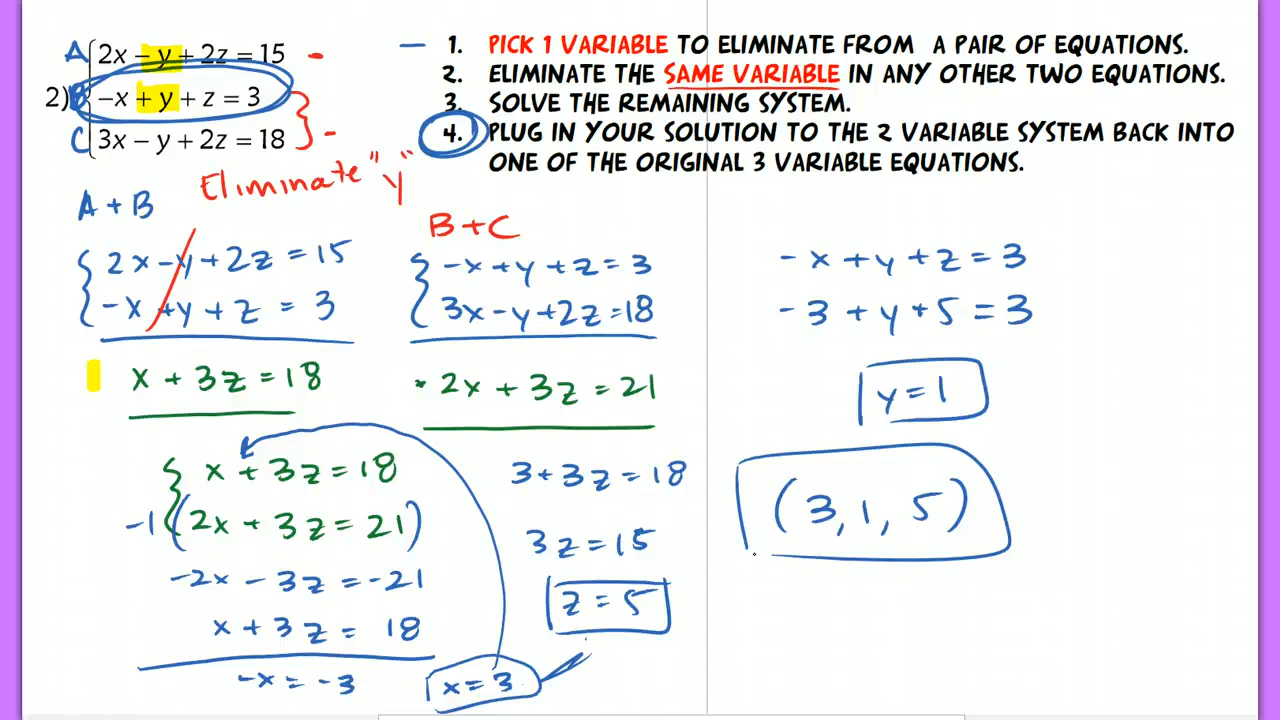 A 2x − y + 2z = 15 -
2) B −x + y + z = 3
C 3x − y + 2z = 18 -
1. PICK 1 VARIABLE TO ELIMINATE FROM A PAIR OF EQUATIONS.
2. ELIMINATE THE SAME VARIABLE IN ANY OTHER TWO EQUATIONS.
3. SOLVE THE REMAINING SYSTEM.
4. PLUG IN YOUR SOLUTION TO THE 2 VARIABLE SYSTEM BACK INTO
ONE OF THE ORIGINAL 3 VARIABLE EQUATIONS.
Eliminate "y"
A + B
2x - y + 2z = 15
-x + y + z = 3
x + 3z = 18
B + C
-x + y + z = 3
3x - y + 2z = 18
2x + 3z = 21
x + 3z = 18
-1 (2x + 3z = 21)
-2x - 3z = -21
x + 3z = 18
-x = -3
x = 3
3 + 3z = 18
3z = 15
z = 5
-x + y + z = 3
-3 + y + 5 = 3
y = 1
(3, 1, 5)